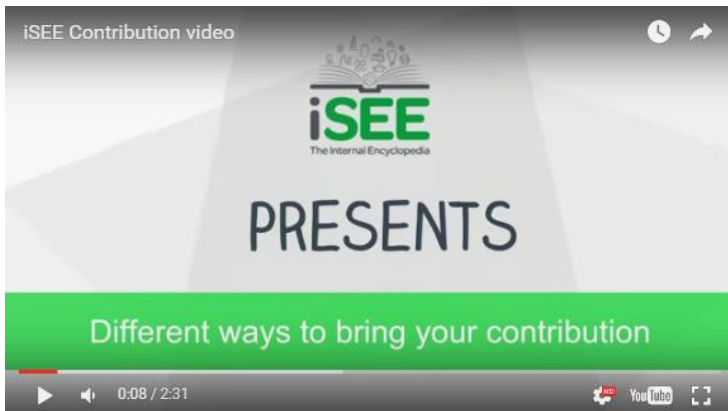 iSEE Contribution video
iSEE
The Internal Encyclopedia
PRESENTS
Different ways to bring your contribution
0:08 / 2:31
HD
YouTube